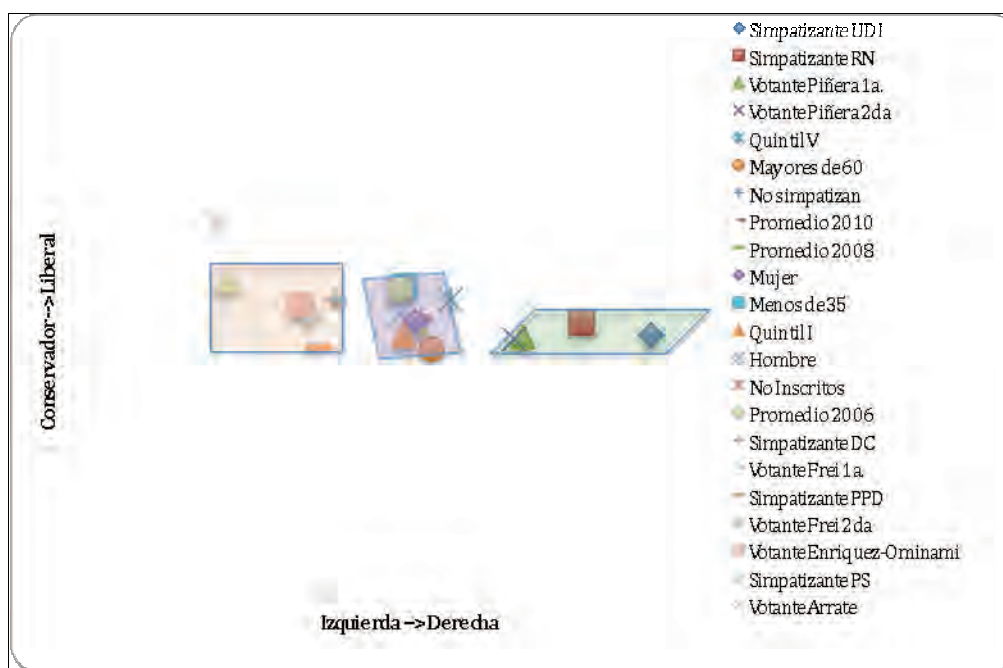 Simpatizante UDI
Simpatizante RN
Votante Piñera 1a.
Votante Piñera 2da
Quintil V
Mayores de 60
No simpatizan
Promedio 2010
Promedio 2008
Mujer
Menos de 35
Quintil I
Hombre
No Inscritos
Promedio 2006
Simpatizante DC
Votante Frei 1a
Simpatizante PPD
Votante Frei 2da
Votante Enriquez-Ominami
Simpatizante PS
Votante Arrate
Conservador-->Liberal
Izquierda -->Derecha